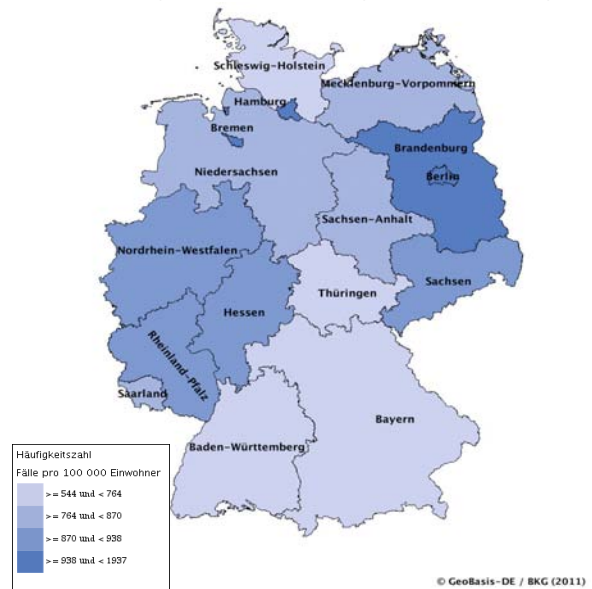 Schleswig-Holstein
Mecklenburg-Vorpommern
Hamburg
Bremen
Brandenburg
Berlin
Niedersachsen
Sachsen-Anhalt
Nordrhein-Westfalen
Sachsen
Thüringen
Hessen
Rheinland-Pfalz
Saarland
Bayern
Baden-Württemberg
Häufigkeitszahl
Fälle pro 100 000 Einwohner
>= 544 und < 764
>= 764 und < 870
>= 870 und < 938
>= 938 und < 1937
© GeoBasis-DE / BKG (2011)